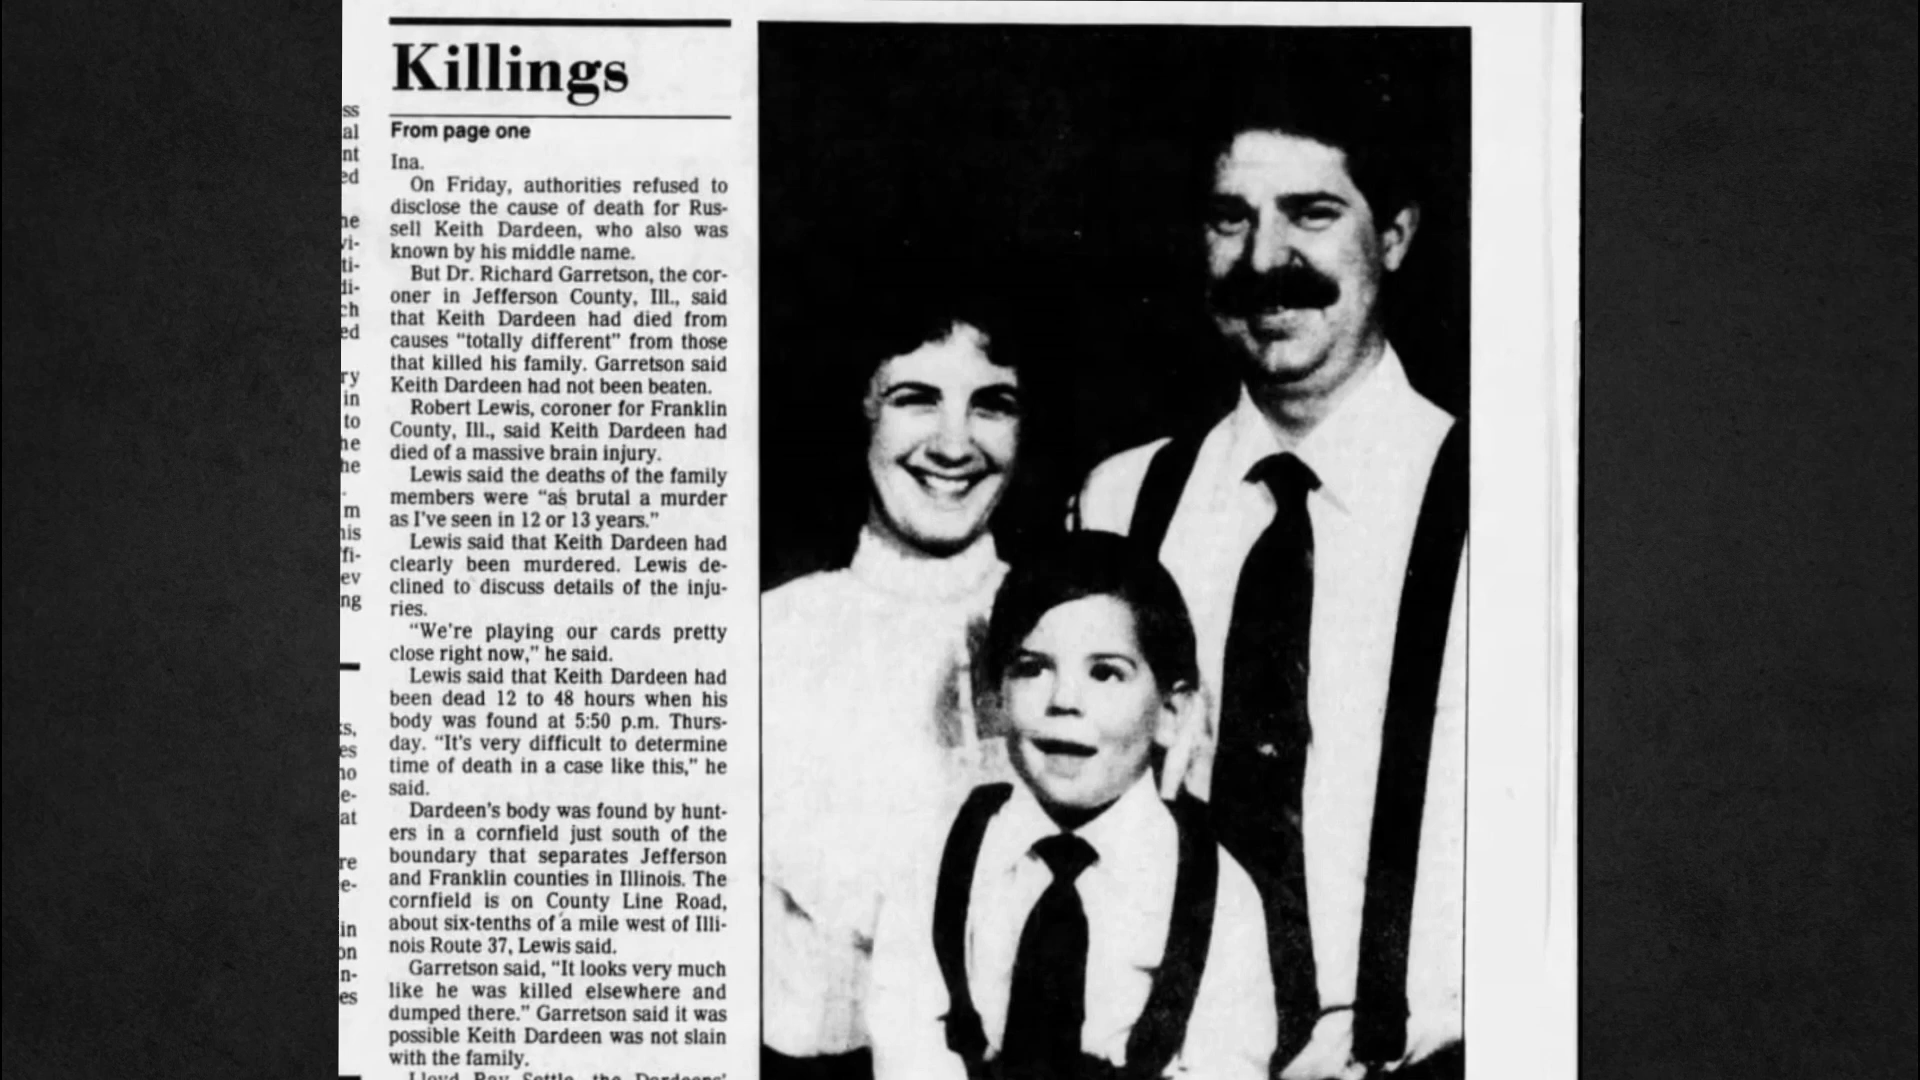 Killings
From page one
Ina.
On Friday, authorities refused to
disclose the cause of death for Rus-
sell Keith Dardeen, who also was
known by his middle name.
But Dr. Richard Garretson, the cor-
oner in Jefferson County, Ill., said
that Keith Dardeen had died from
causes "totally different" from those
that killed his family. Garretson said
Keith Dardeen had not been beaten.
Robert Lewis, coroner for Franklin
County, Ill., said Keith Dardeen had
died of a massive brain injury.
Lewis said the deaths of the family
members were "as brutal a murder
as I've seen in 12 or 13 years."
Lewis said that Keith Dardeen had
clearly been murdered. Lewis de-
clined to discuss details of the inju-
ries.
"We're playing our cards pretty
close right now," he said.
Lewis said that Keith Dardeen had
been dead 12 to 48 hours when his
body was found at 5:50 p.m. Thurs-
day. "It's very difficult to determine
time of death in a case like this," he
said.
Dardeen's body was found by hunt-
ers in a cornfield just south of the
boundary that separates Jefferson
and Franklin counties in Illinois. The
cornfield is on County Line Road,
about six-tenths of a mile west of Illi-
nois Route 37, Lewis said.
Garretson said, "It looks very much
like he was killed elsewhere and
dumped there." Garretson said it was
possible Keith Dardeen was not slain
with the family.
Lloyd Ray Settle, the Dardeens'